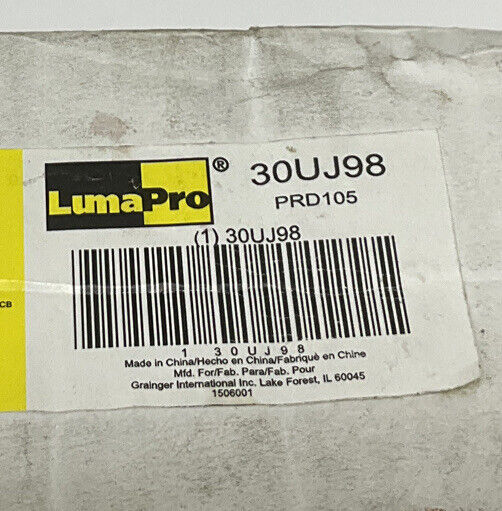 LumaPro® 30UJ98
PRD105
(1) 30UJ98
1 30UJ98
CB
Made in China/Hecho en China/Fabriqué en Chine
Mfd. For/Fab. Para/Fab. Pour
Grainger International Inc. Lake Forest, IL 60045
1506001